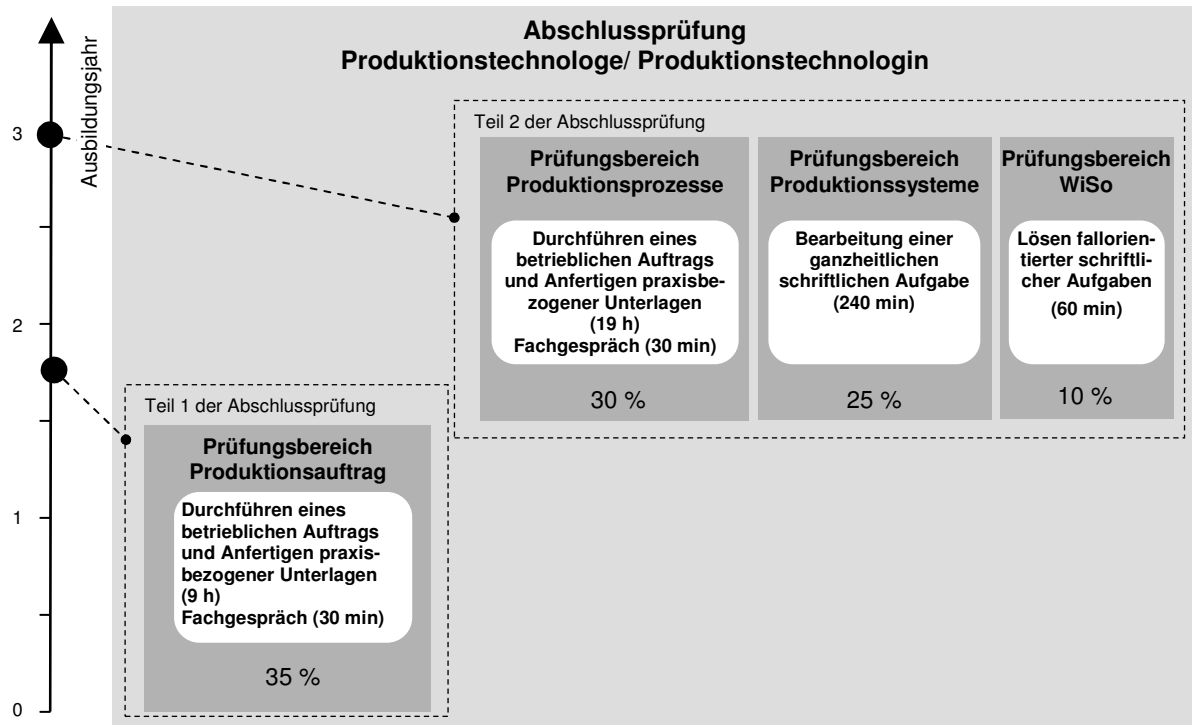 Abschlussprüfung
Produktionstechnologe/ Produktionstechnologin
Ausbildungsjahr
3
2
1
0
Teil 2 der Abschlussprüfung
Prüfungsbereich
Produktionsprozesse
Durchführen eines
betrieblichen Auftrags
und Anfertigen praxisbe-
zogener Unterlagen
(19 h)
Fachgespräch (30 min)
30 %
Prüfungsbereich
Produktionssysteme
Bearbeitung einer
ganzheitlichen
schriftlichen Aufgabe
(240 min)
25 %
Prüfungsbereich
WiSo
Lösen fallorien-
tierter schriftli-
cher Aufgaben
(60 min)
10 %
Teil 1 der Abschlussprüfung
Prüfungsbereich
Produktionsauftrag
Durchführen eines
betrieblichen Auftrags
und Anfertigen praxis-
bezogener Unterlagen
(9 h)
Fachgespräch (30 min)
35 %